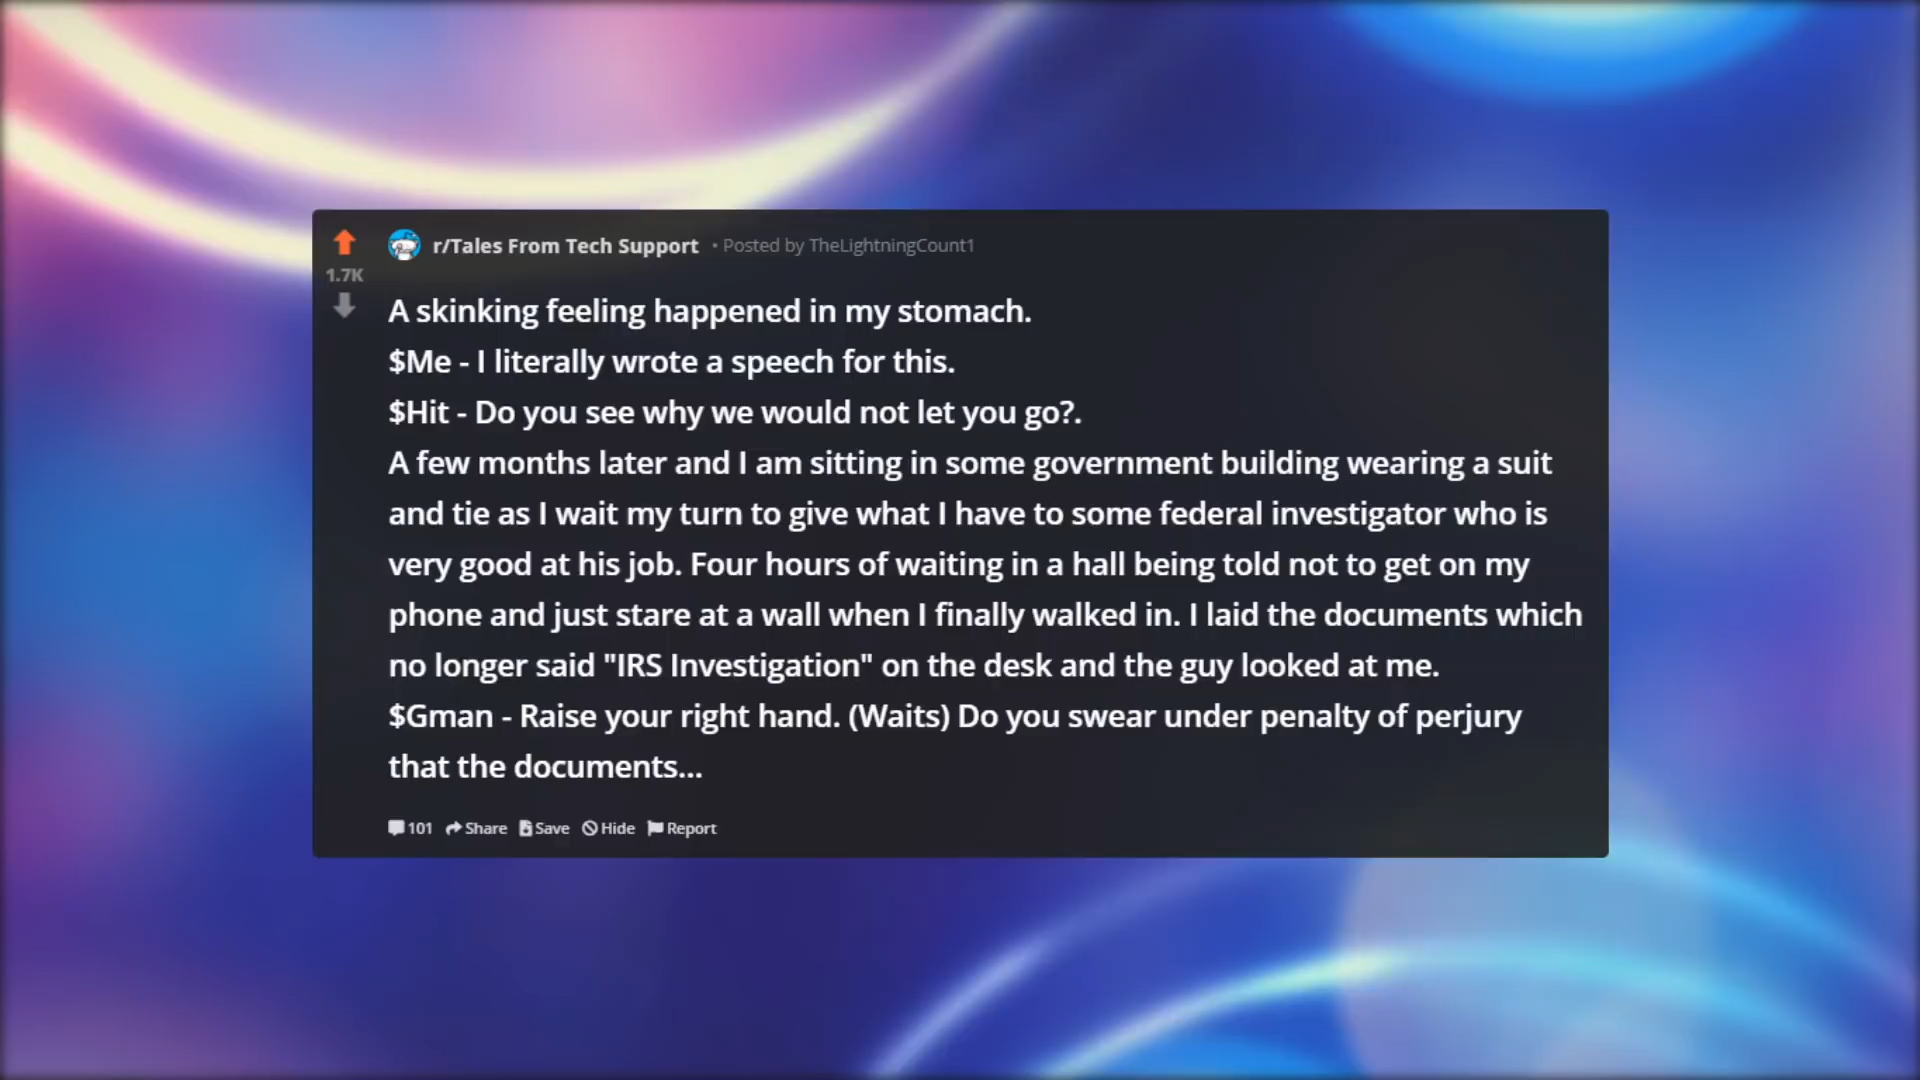 r/Tales From Tech Support • Posted by TheLightningCount1
1.7K
A skinking feeling happened in my stomach.
$Me - I literally wrote a speech for this.
$Hit - Do you see why we would not let you go?.
A few months later and I am sitting in some government building wearing a suit
and tie as I wait my turn to give what I have to some federal investigator who is
very good at his job. Four hours of waiting in a hall being told not to get on my
phone and just stare at a wall when I finally walked in. I laid the documents which
no longer said "IRS Investigation" on the desk and the guy looked at me.
$Gman - Raise your right hand. (Waits) Do you swear under penalty of perjury
that the documents...
101 Share Save Hide Report